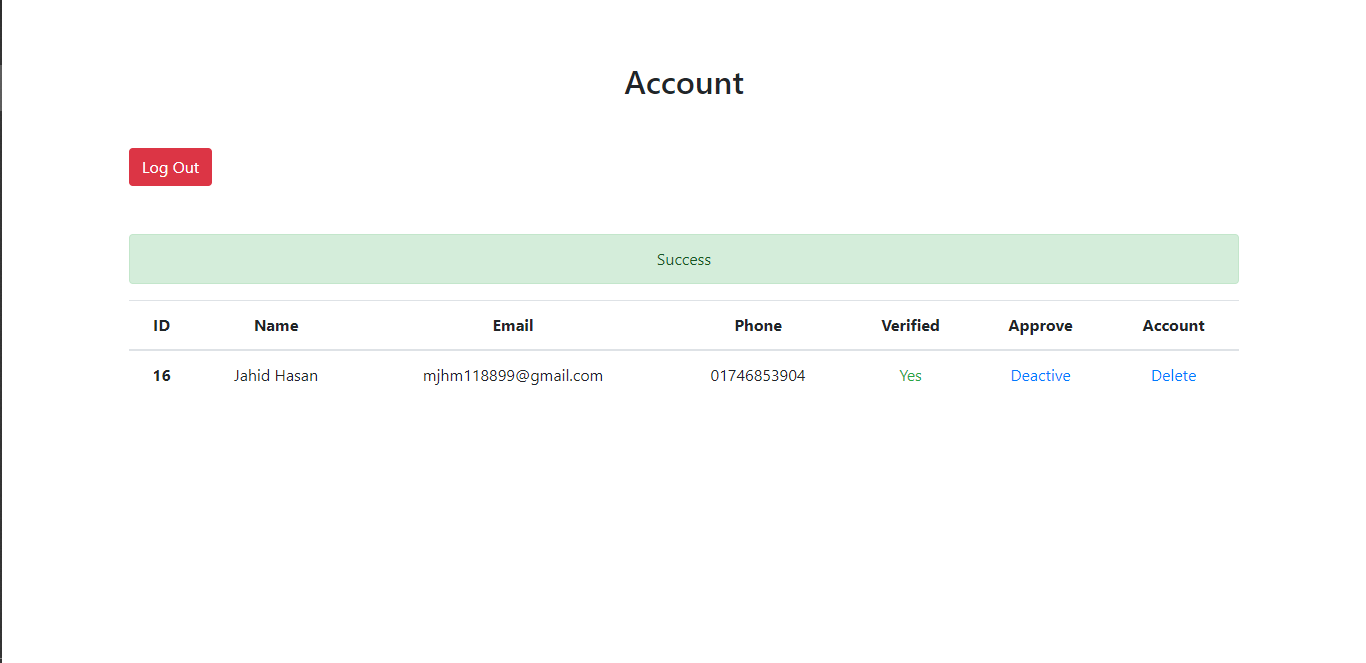 Account
Log Out
Success
ID Name Email Phone Verified Approve Account
16 Jahid Hasan mjhm118899@gmail.com 01746853904 Yes Deactive Delete